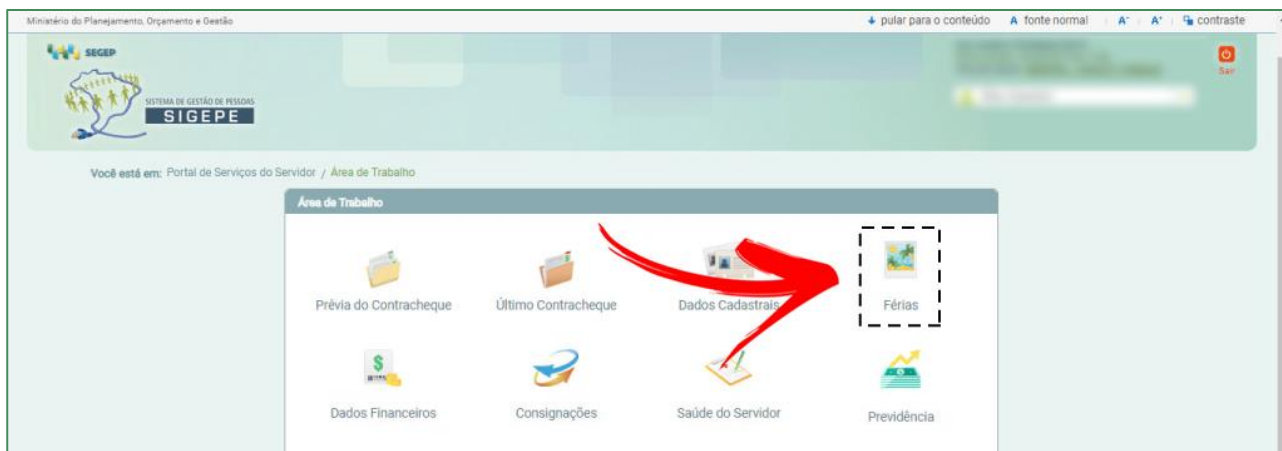 Ministério do Planejamento, Orçamento e Gestão
pular para o conteúdo A fonte normal A- A+ contraste
SEGEP
SISTEMA DE GESTÃO DE PESSOAS
SIGEPE
Sair
Você está em: Portal de Serviços do Servidor / Área de Trabalho
Área de Trabalho
Prévia do Contracheque Último Contracheque Dados Cadastrais Férias
Dados Financeiros Consignações Saúde do Servidor Previdência